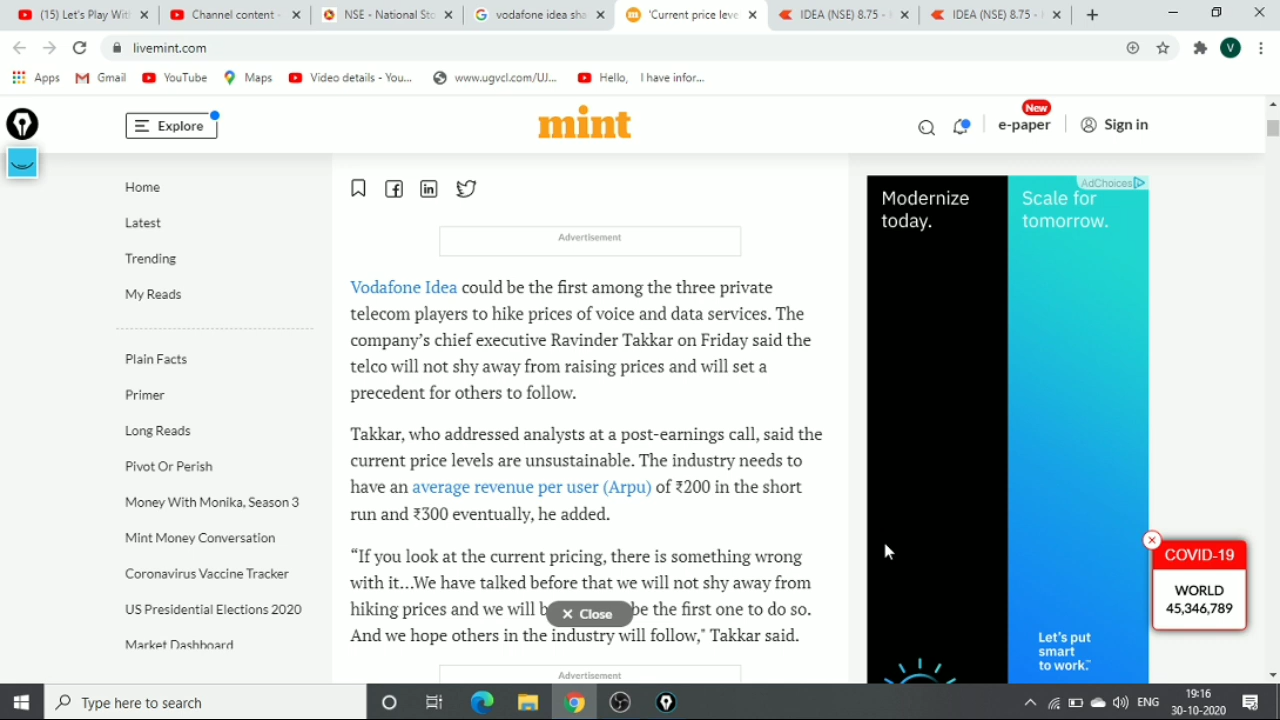 (15) Let's Play Wit
Channel content -
NSE - National Sto
vodafone idea sha
'Current price leve
IDEA (NSE) 8.75 -
IDEA (NSE) 8.75 -
livemint.com
V
Apps
Gmail
YouTube
Maps
Video details - You...
www.ugvcl.com/UJ...
Hello, I have infor...
Explore
mint
New
e-paper
Sign in
Home
Latest
Trending
My Reads
Plain Facts
Primer
Long Reads
Pivot Or Perish
Money With Monika, Season 3
Mint Money Conversation
Coronavirus Vaccine Tracker
US Presidential Elections 2020
Market Dashboard
Advertisement
Vodafone Idea could be the first among the three private
telecom players to hike prices of voice and data services. The
company's chief executive Ravinder Takkar on Friday said the
telco will not shy away from raising prices and will set a
precedent for others to follow.
Takkar, who addressed analysts at a post-earnings call, said the
current price levels are unsustainable. The industry needs to
have an average revenue per user (Arpu) of ₹200 in the short
run and ₹300 eventually, he added.
“If you look at the current pricing, there is something wrong
with it...We have talked before that we will not shy away from
hiking prices and we will be the first one to do so.
And we hope others in the industry will follow," Takkar said.
Close
Advertisement
AdChoices
Modernize
today.
Scale for
tomorrow.
Let's put
smart
to work.
COVID-19
WORLD
45,346,789
Type here to search
ENG
19:16
30-10-2020